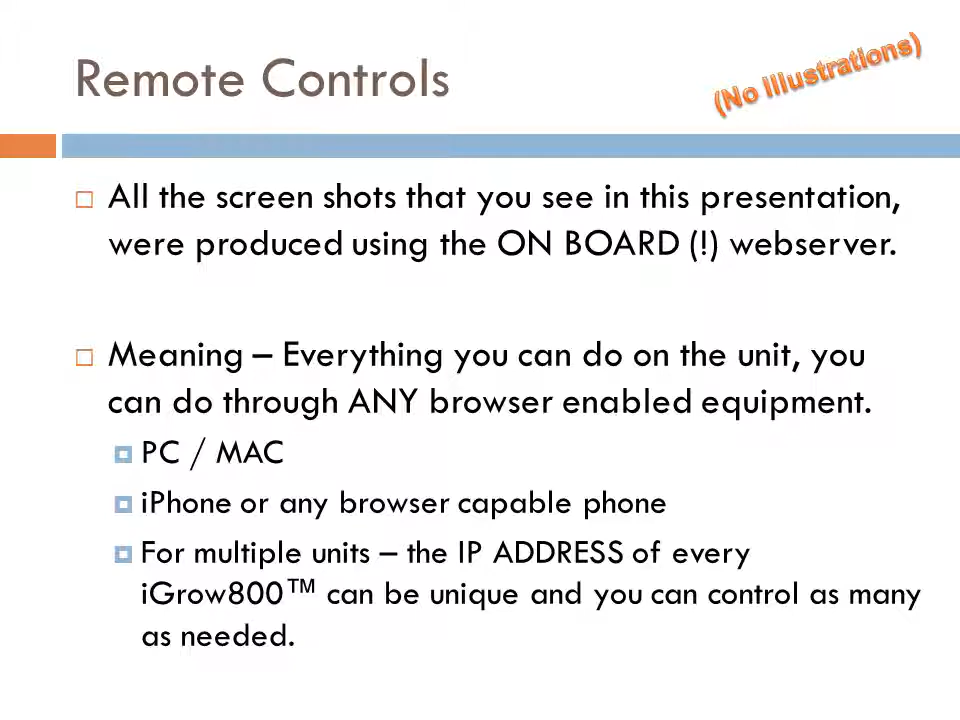 Remote Controls
(No Illustrations)
All the screen shots that you see in this presentation,
were produced using the ON BOARD (!) webserver.
Meaning – Everything you can do on the unit, you
can do through ANY browser enabled equipment.
PC / MAC
iPhone or any browser capable phone
For multiple units – the IP ADDRESS of every
iGrow800™ can be unique and you can control as many
as needed.